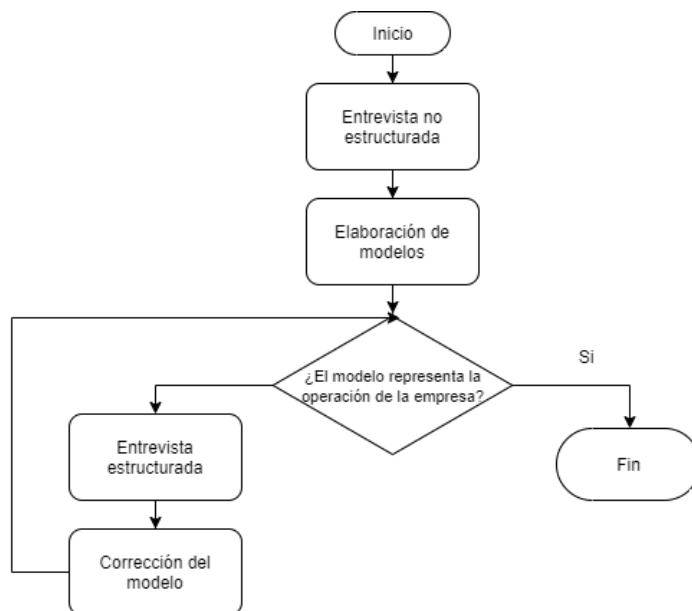 Inicio
Entrevista no
estructurada
Elaboración de
modelos
¿El modelo representa la
operación de la empresa?
Si
Entrevista
estructurada
Fin
Corrección del
modelo